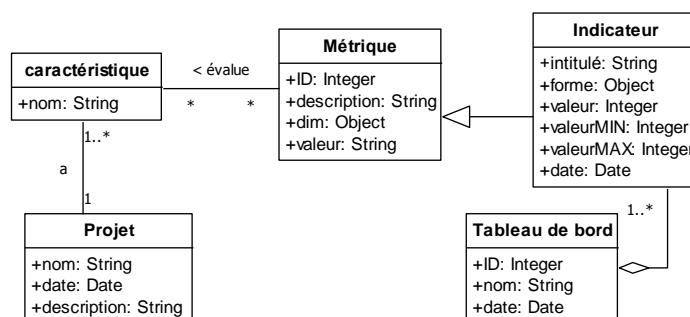 caractéristique
+nom: String
< évalue
*
*
Métrique
+ID: Integer
+description: String
+dim: Object
+valeur: String
Indicateur
+intitulé: String
+forme: Object
+valeur: Integer
+valeurMIN: Integer
+valeurMAX: Integer
+date: Date
1..*
a
1
Projet
+nom: String
+date: Date
+description: String
1..*
Tableau de bord
+ID: Integer
+nom: String
+date: Date